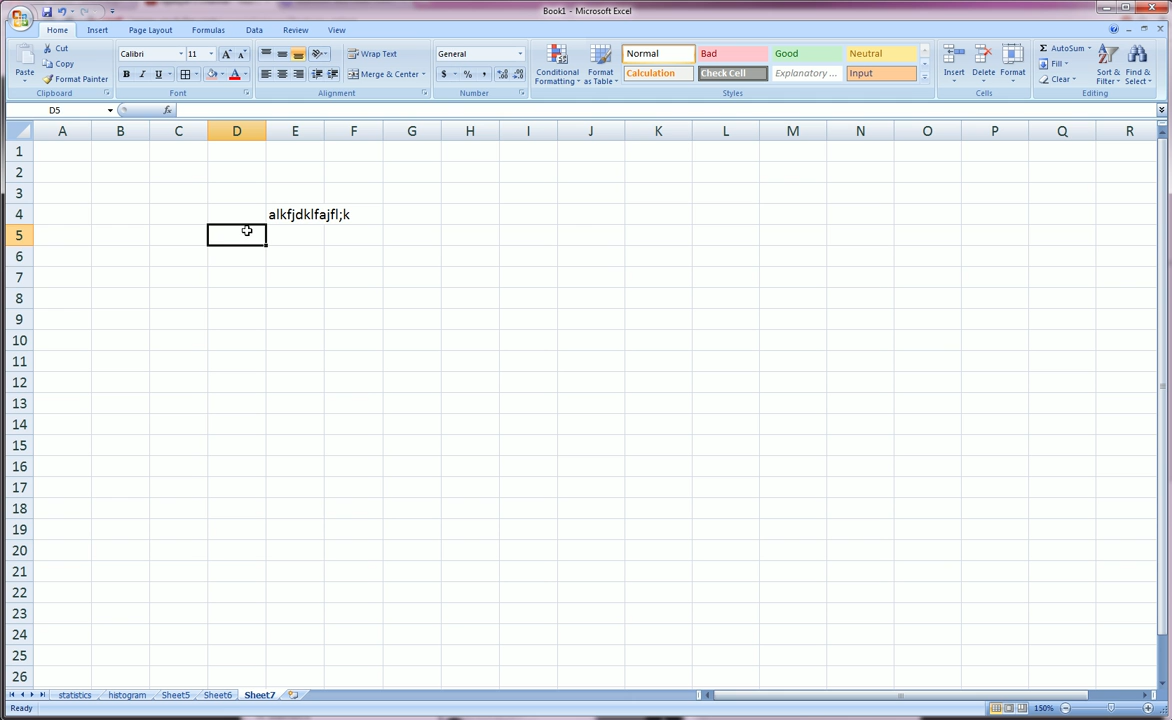 Book1 - Microsoft Excel
Home Insert Page Layout Formulas Data Review View
Paste
Cut
Copy
Format Painter
Clipboard
Calibri 11
B I U
Font
Wrap Text
Merge & Center
Alignment
General
$ % ,
Number
Conditional Formatting
Format as Table
Normal Bad Good Neutral
Calculation Check Cell Explanatory ... Input
Styles
Insert Delete Format
Cells
Σ AutoSum
Fill
Clear
Sort & Filter
Find & Select
Editing
D5 fx
A B C D E F G H I J K L M N O P Q R
1
2
3
4 alkfjdklfajfl;k
5
6
7
8
9
10
11
12
13
14
15
16
17
18
19
20
21
22
23
24
25
26
statistics histogram Sheet5 Sheet6 Sheet7
Ready 150%